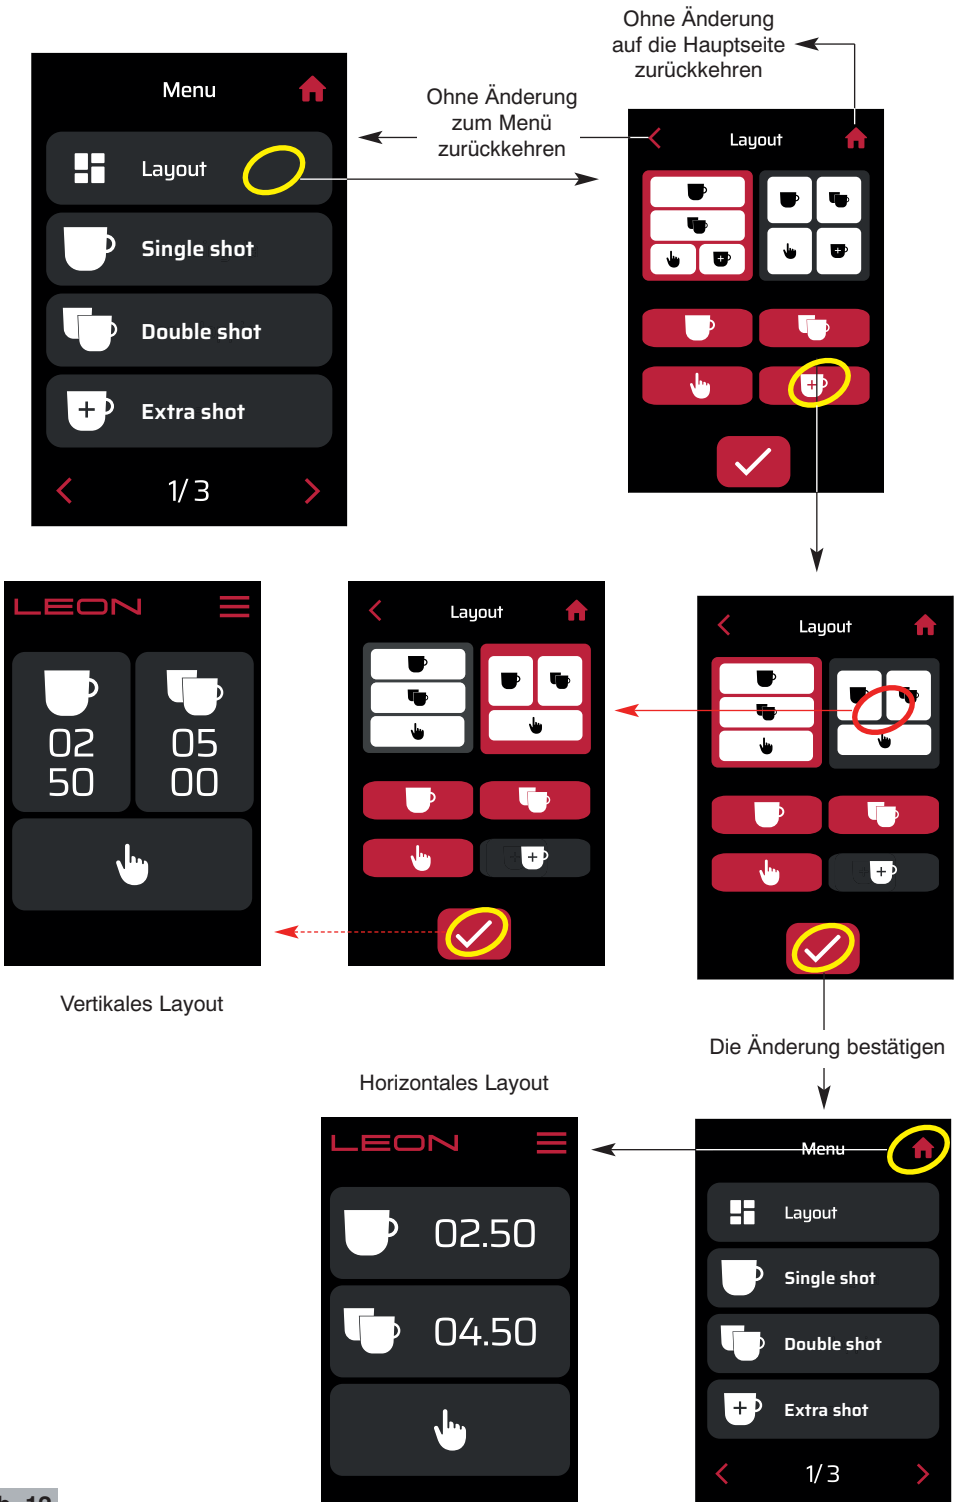 Ohne Änderung
auf die Hauptseite
zurückkehren
Menu
Ohne Änderung
zum Menü
zurückkehren
Layout
Layout
Single shot
Double shot
Extra shot
1/3
LEON
Layout
Layout
02
50
05
00
Vertikales Layout
Die Änderung bestätigen
Horizontales Layout
LEON
Menu
02.50
Layout
Single shot
04.50
Double shot
Extra shot
1/3